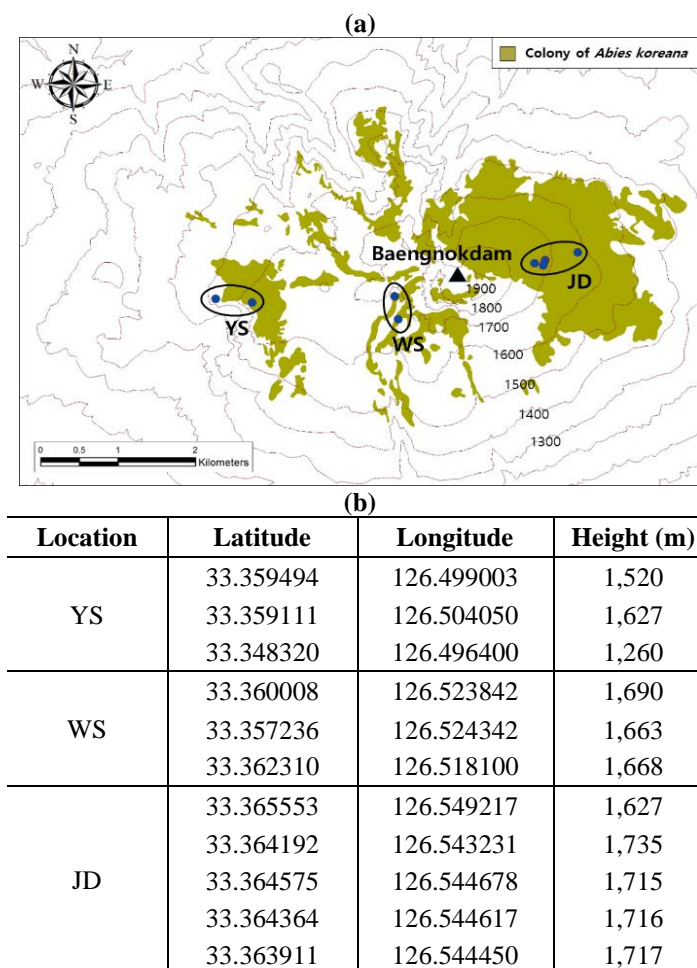 (a)
N
W E
S
Colony of Abies koreana
Baengnokdam
JD
YS
WS
1900
1800
1700
1600
1500
1400
1300
0 0.5 1 2
Kilometers
(b)
Location Latitude Longitude Height (m)
YS
33.359494 126.499003 1,520
33.359111 126.504050 1,627
33.348320 126.496400 1,260
WS
33.360008 126.523842 1,690
33.357236 126.524342 1,663
33.362310 126.518100 1,668
JD
33.365553 126.549217 1,627
33.364192 126.543231 1,735
33.364575 126.544678 1,715
33.364364 126.544617 1,716
33.363911 126.544450 1,717